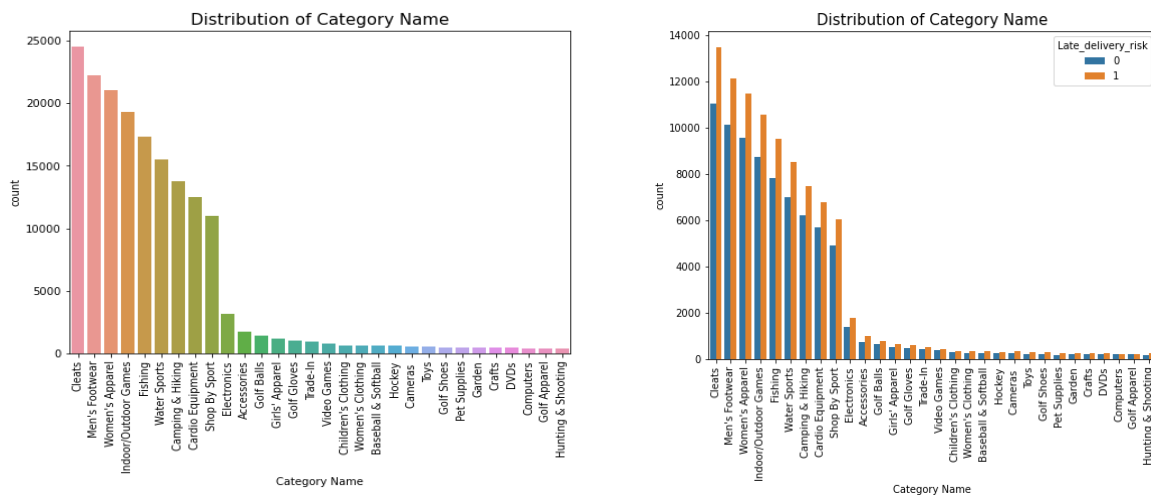 Distribution of Category Name
25000
20000
15000
10000
5000
0
count
Cleats
Men's Footwear
Women's Apparel
Indoor/Outdoor Games
Fishing
Water Sports
Camping & Hiking
Cardio Equipment
Shop By Sport
Electronics
Accessories
Golf Balls
Girls' Apparel
Golf Gloves
Trade-In
Video Games
Children's Clothing
Women's Clothing
Baseball & Softball
Hockey
Cameras
Toys
Golf Shoes
Pet Supplies
Garden
Crafts
DVDs
Computers
Golf Apparel
Hunting & Shooting
Category Name
Distribution of Category Name
Late_delivery_risk
0
1
14000
12000
10000
8000
6000
4000
2000
0
count
Cleats
Men's Footwear
Women's Apparel
Indoor/Outdoor Games
Fishing
Water Sports
Camping & Hiking
Cardio Equipment
Shop By Sport
Electronics
Accessories
Golf Balls
Girls' Apparel
Golf Gloves
Trade-In
Video Games
Children's Clothing
Women's Clothing
Baseball & Softball
Hockey
Cameras
Toys
Golf Shoes
Pet Supplies
Garden
Crafts
DVDs
Computers
Golf Apparel
Hunting & Shooting
Category Name